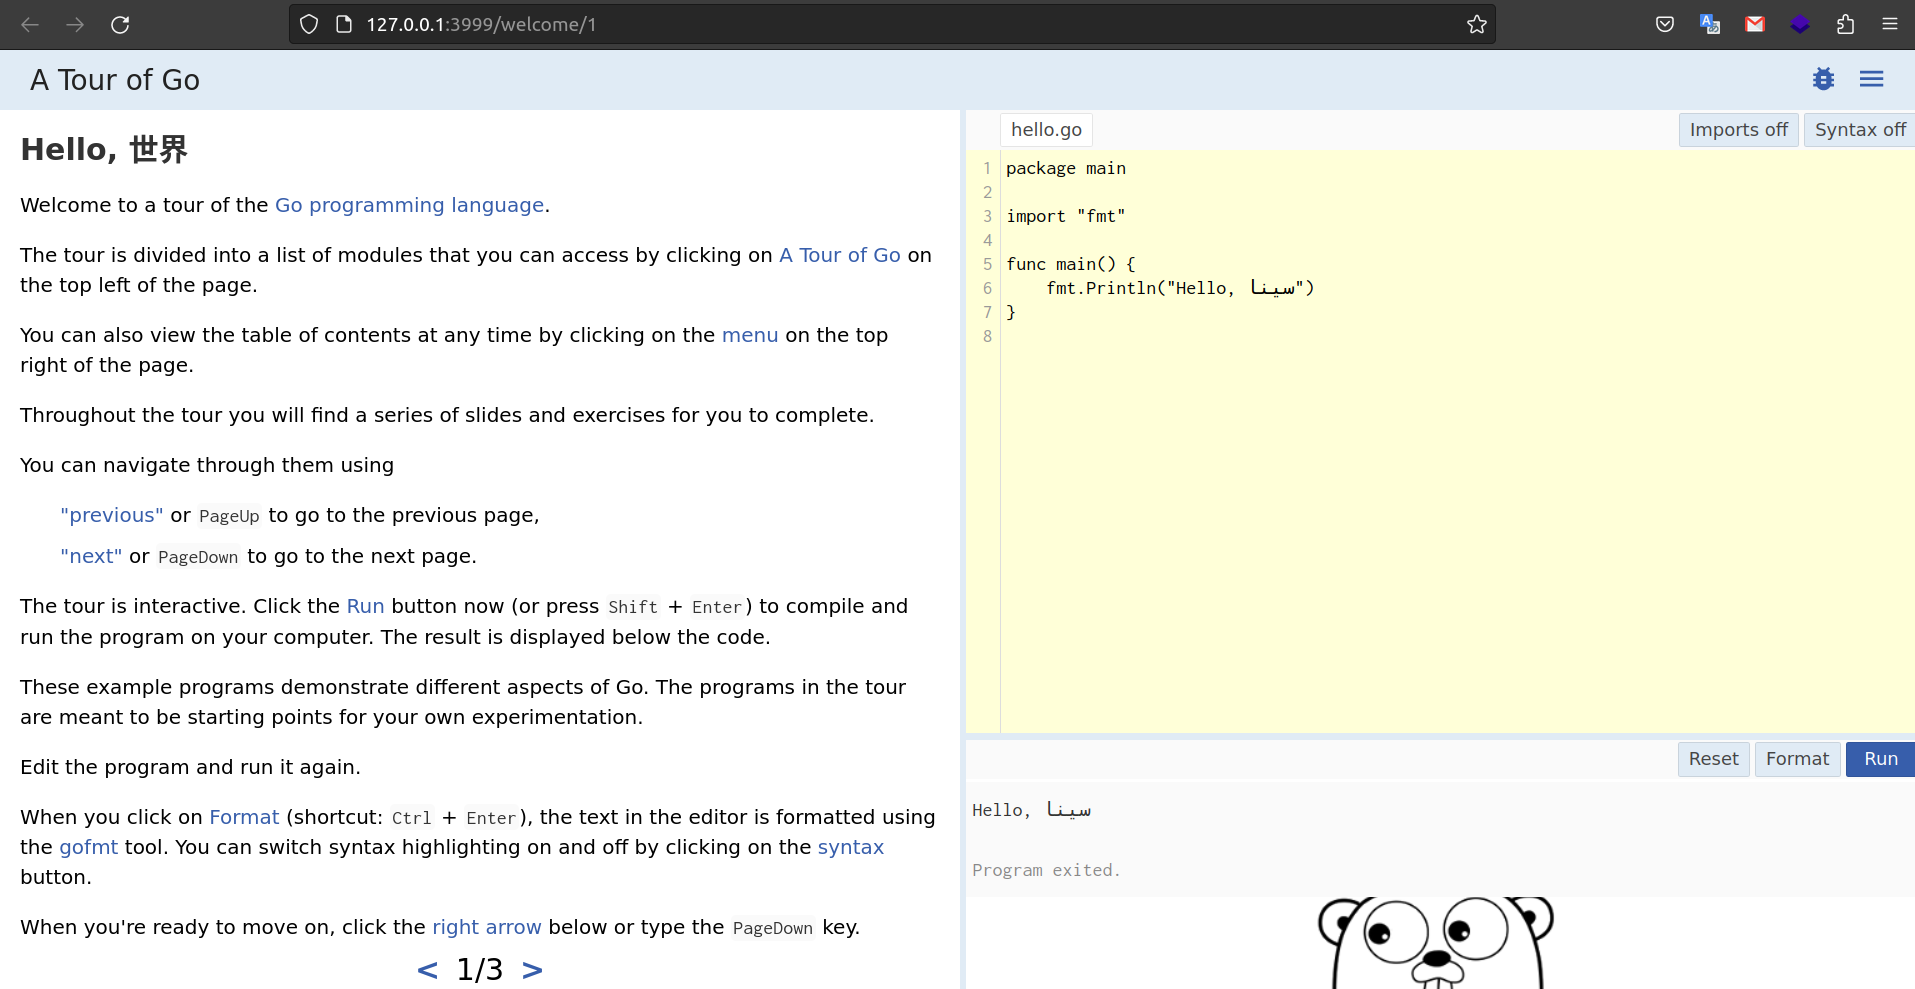 127.0.0.1:3999/welcome/1
A Tour of Go
Hello, 世界
Welcome to a tour of the Go programming language.
The tour is divided into a list of modules that you can access by clicking on A Tour of Go on
the top left of the page.
You can also view the table of contents at any time by clicking on the menu on the top
right of the page.
Throughout the tour you will find a series of slides and exercises for you to complete.
You can navigate through them using
"previous" or PageUp to go to the previous page,
"next" or PageDown to go to the next page.
The tour is interactive. Click the Run button now (or press Shift + Enter) to compile and
run the program on your computer. The result is displayed below the code.
These example programs demonstrate different aspects of Go. The programs in the tour
are meant to be starting points for your own experimentation.
Edit the program and run it again.
When you click on Format (shortcut: Ctrl + Enter), the text in the editor is formatted using
the gofmt tool. You can switch syntax highlighting on and off by clicking on the syntax
button.
When you're ready to move on, click the right arrow below or type the PageDown key.
< 1/3 >
hello.go
Imports off
Syntax off
1 package main
2
3 import "fmt"
4
5 func main() {
6 fmt.Println("Hello, سینا")
7 }
8
Reset
Format
Run
Hello, سینا
Program exited.